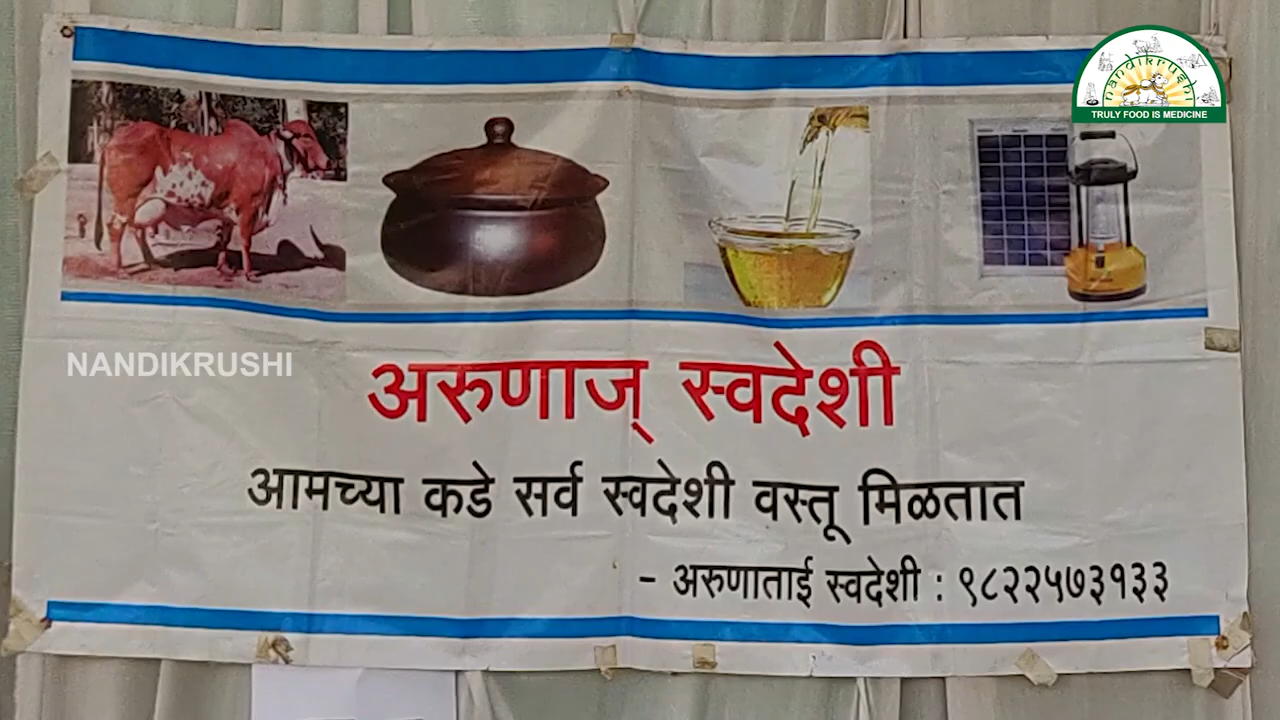 nandikrushi
TRULY FOOD IS MEDICINE
NANDIKRUSHI
अरुणाज् स्वदेशी
आमच्या कडे सर्व स्वदेशी वस्तू मिळतात
- अरुणाताई स्वदेशी : ९८२२५७३१३३